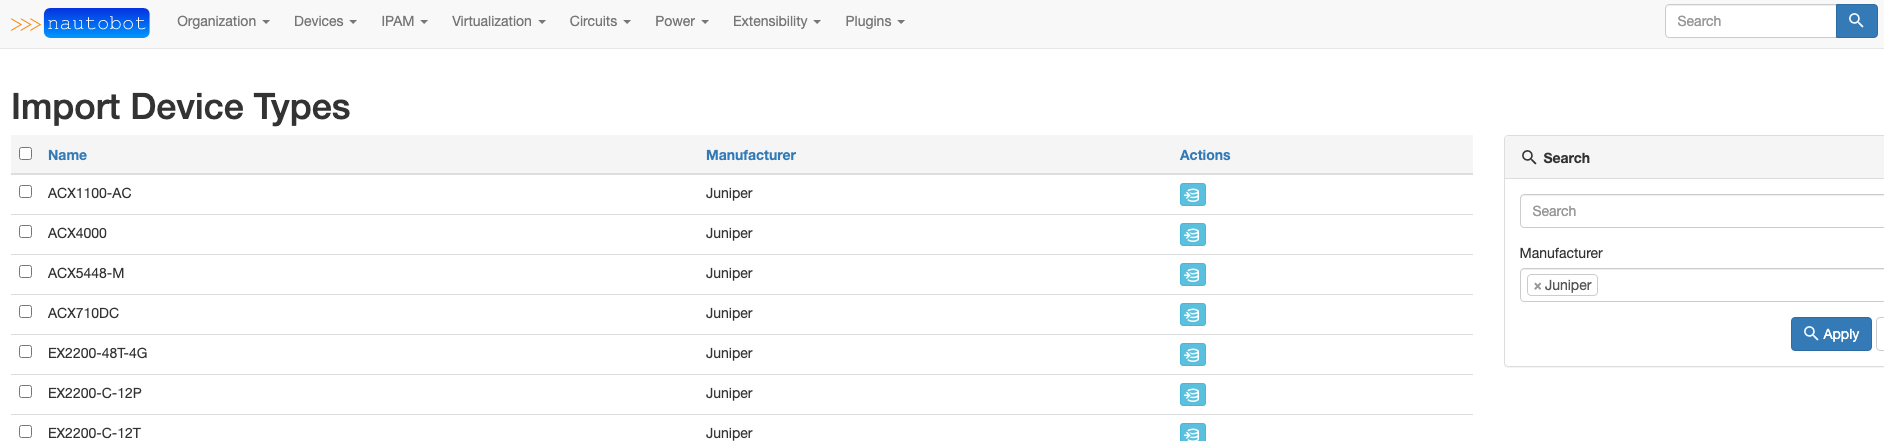 >>> nautobot Organization Devices IPAM Virtualization Circuits Power Extensibility Plugins Search
Import Device Types
Name Manufacturer Actions
ACX1100-AC Juniper
ACX4000 Juniper
ACX5448-M Juniper
ACX710DC Juniper
EX2200-48T-4G Juniper
EX2200-C-12P Juniper
EX2200-C-12T Juniper
Search
Search
Manufacturer
× Juniper
Apply